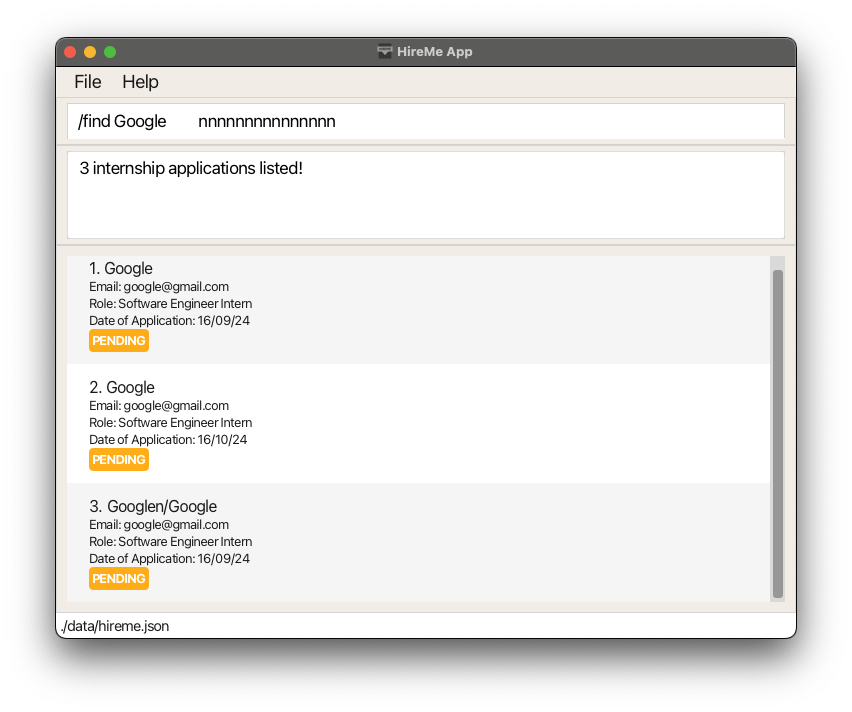 HireMe App
File Help
/find Google nnnnnnnnnnnnnnn
3 internship applications listed!
1. Google
Email: google@gmail.com
Role: Software Engineer Intern
Date of Application: 16/09/24
PENDING
2. Google
Email: google@gmail.com
Role: Software Engineer Intern
Date of Application: 16/10/24
PENDING
3. Googlen/Google
Email: google@gmail.com
Role: Software Engineer Intern
Date of Application: 16/09/24
PENDING
./data/hireme.json